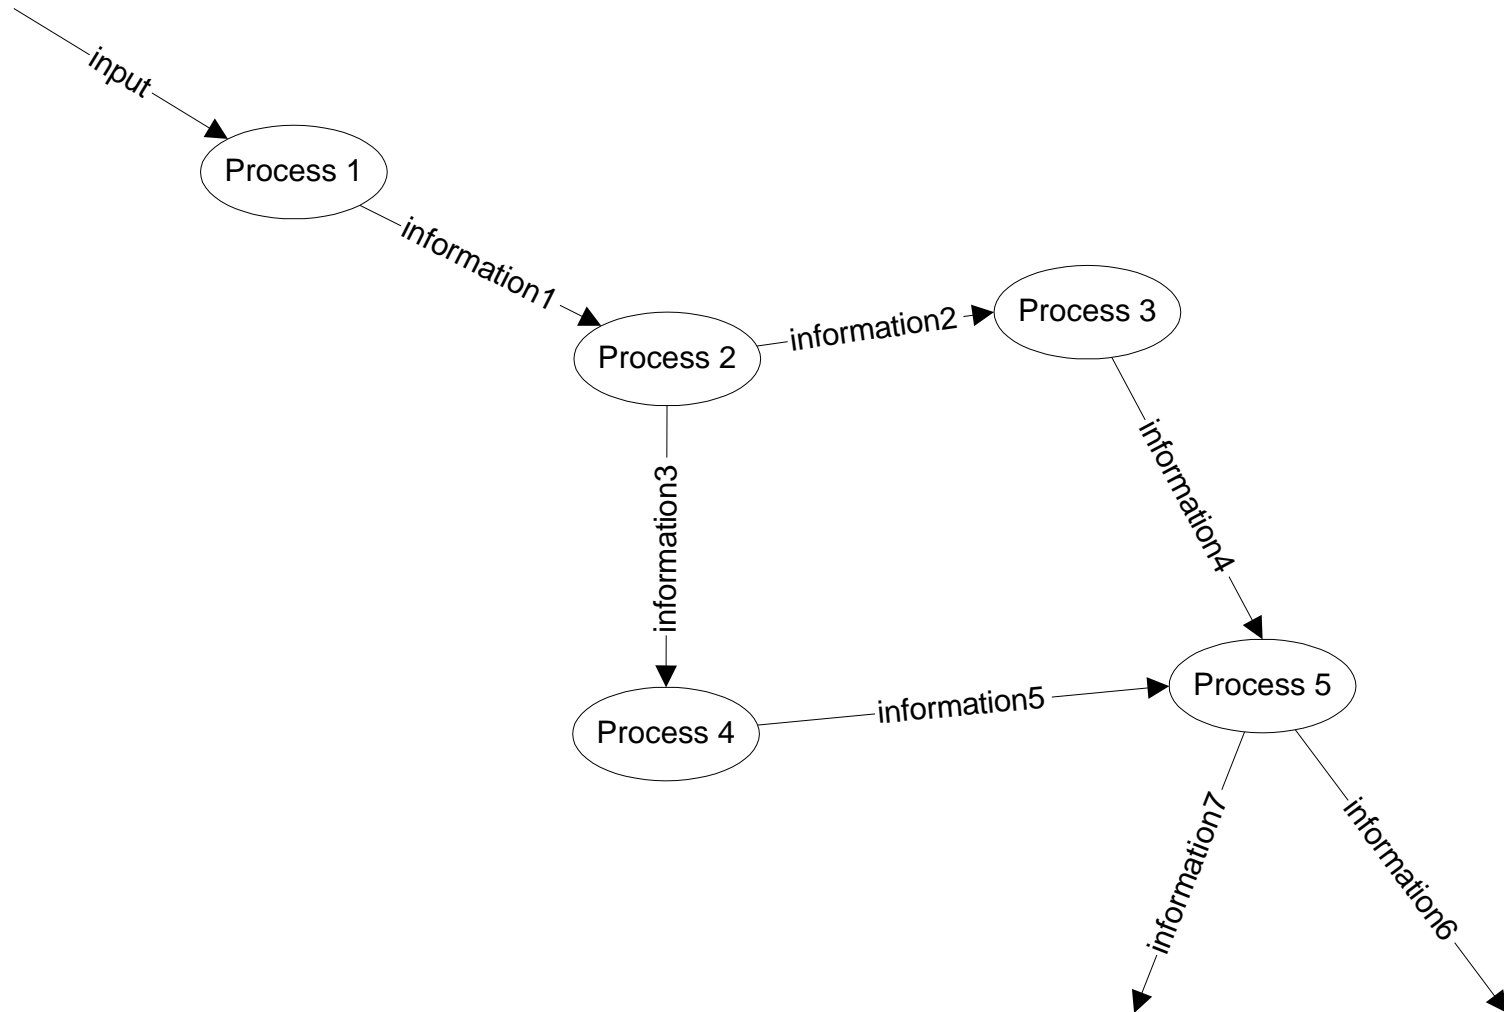 input
Process 1
information1
Process 2
information2
Process 3
information3
information4
Process 4
information5
Process 5
information7
information6